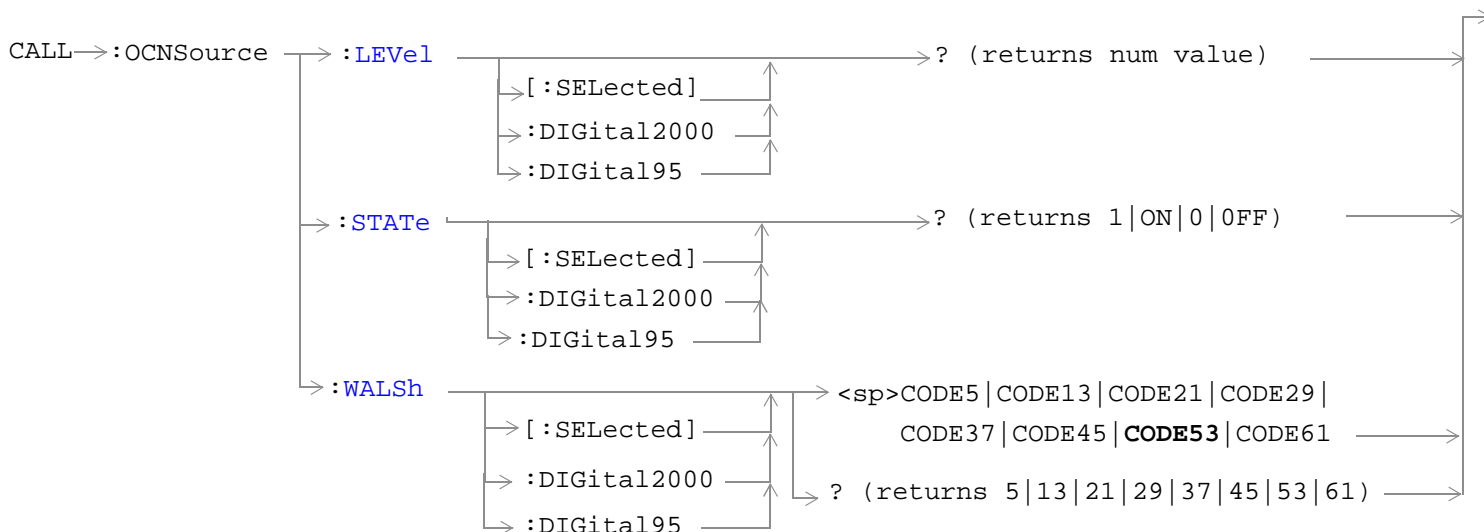 CALL :OCNSource :LEVel ? (returns num value)
[:SELected]
:DIGital2000
:DIGital95
:STATe ? (returns 1|ON|0|0FF)
[:SELected]
:DIGital2000
:DIGital95
:WALSh <sp>CODE5|CODE13|CODE21|CODE29|
[:SELected] CODE37|CODE45|CODE53|CODE61
:DIGital2000 ? (returns 5|13|21|29|37|45|53|61)
:DIGital95